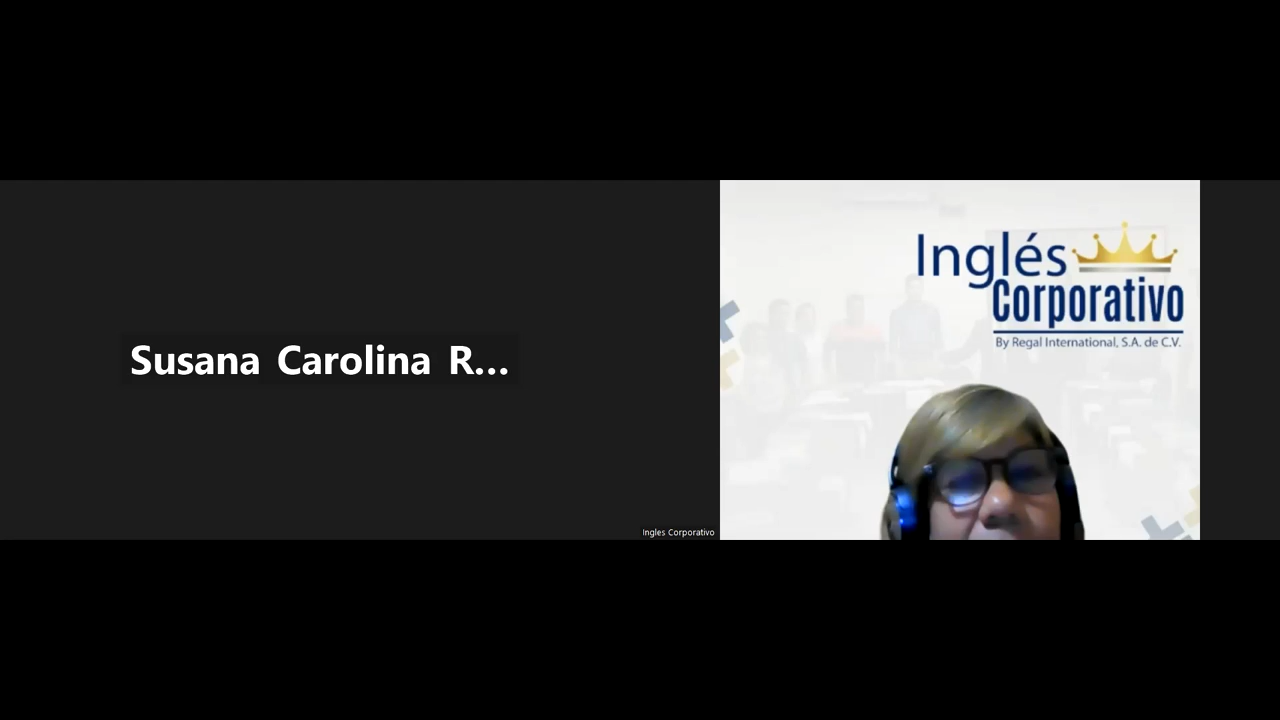 Susana Carolina R...
Ingles Corporativo
Inglés
Corporativo
By Regal International, S.A. de C.V.